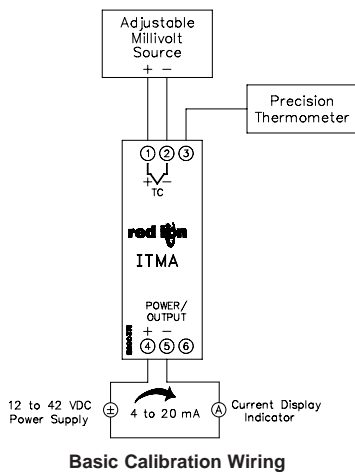 Adjustable
Millivolt
Source
+ −
Precision
Thermometer
1 2 3
+ −
TC
red lion
ITMA
POWER/
OUTPUT
+ −
4 5 6
12 to 42 VDC
Power Supply
±
4 to 20 mA
A
Current Display
Indicator
Basic Calibration Wiring